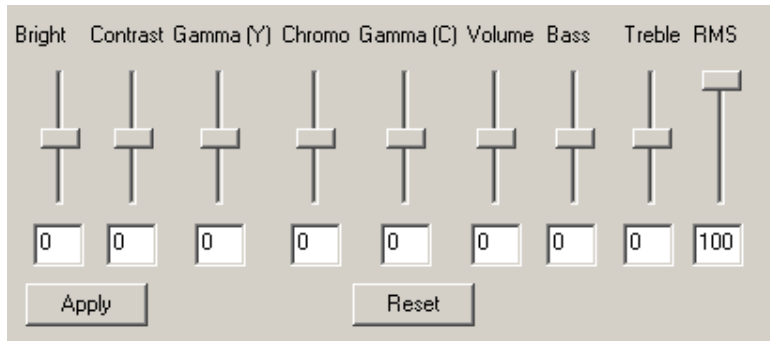 Bright Contrast Gamma (Y) Chromo Gamma (C) Volume Bass Treble RMS
0 0 0 0 0 0 0 0 100
Apply Reset